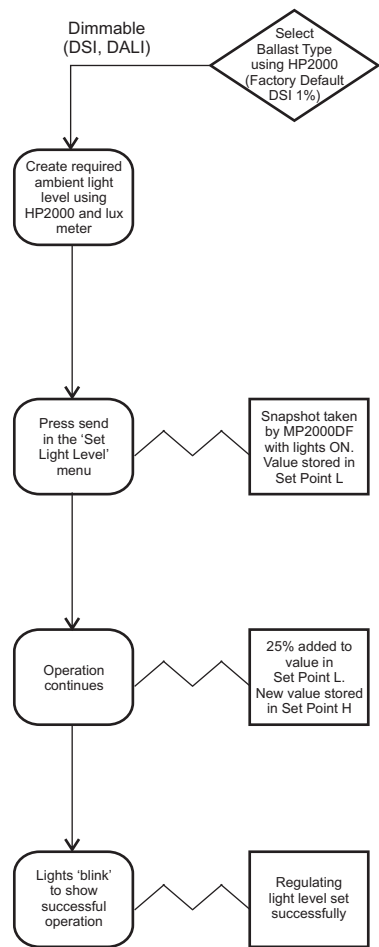 Dimmable
(DSI, DALI)
Select
Ballast Type
using HP2000
(Factory Default
DSI 1%)
Create required
ambient light
level using
HP2000 and lux
meter
Press send
in the ‘Set
Light Level’
menu
Snapshot taken
by MP2000DF
with lights ON.
Value stored in
Set Point L
Operation
continues
25% added to
value in
Set Point L.
New value stored
in Set Point H
Lights ‘blink’
to show
successful
operation
Regulating
light level set
successfully